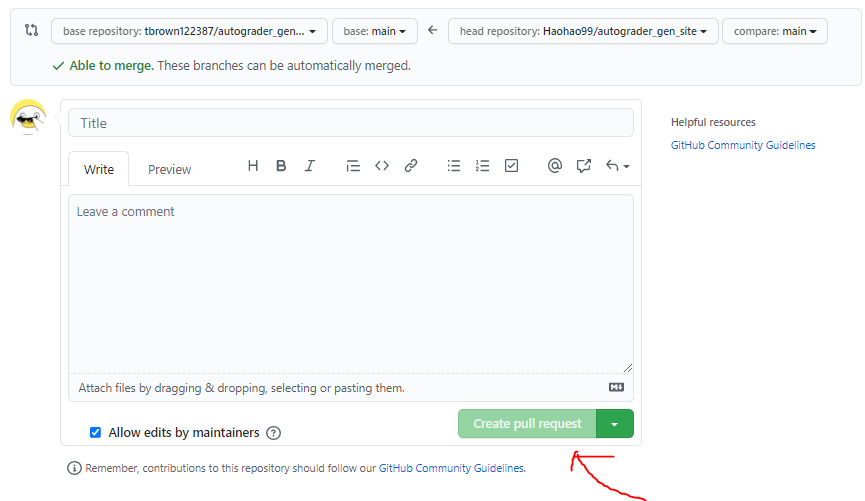 base repository: tbrown122387/autograder_gen... base: main head repository: Haohao99/autograder_gen_site compare: main
Able to merge. These branches can be automatically merged.
Title
Helpful resources
GitHub Community Guidelines
Write Preview H B I
Leave a comment
Attach files by dragging & dropping, selecting or pasting them.
Allow edits by maintainers ?
Create pull request
Remember, contributions to this repository should follow our GitHub Community Guidelines.